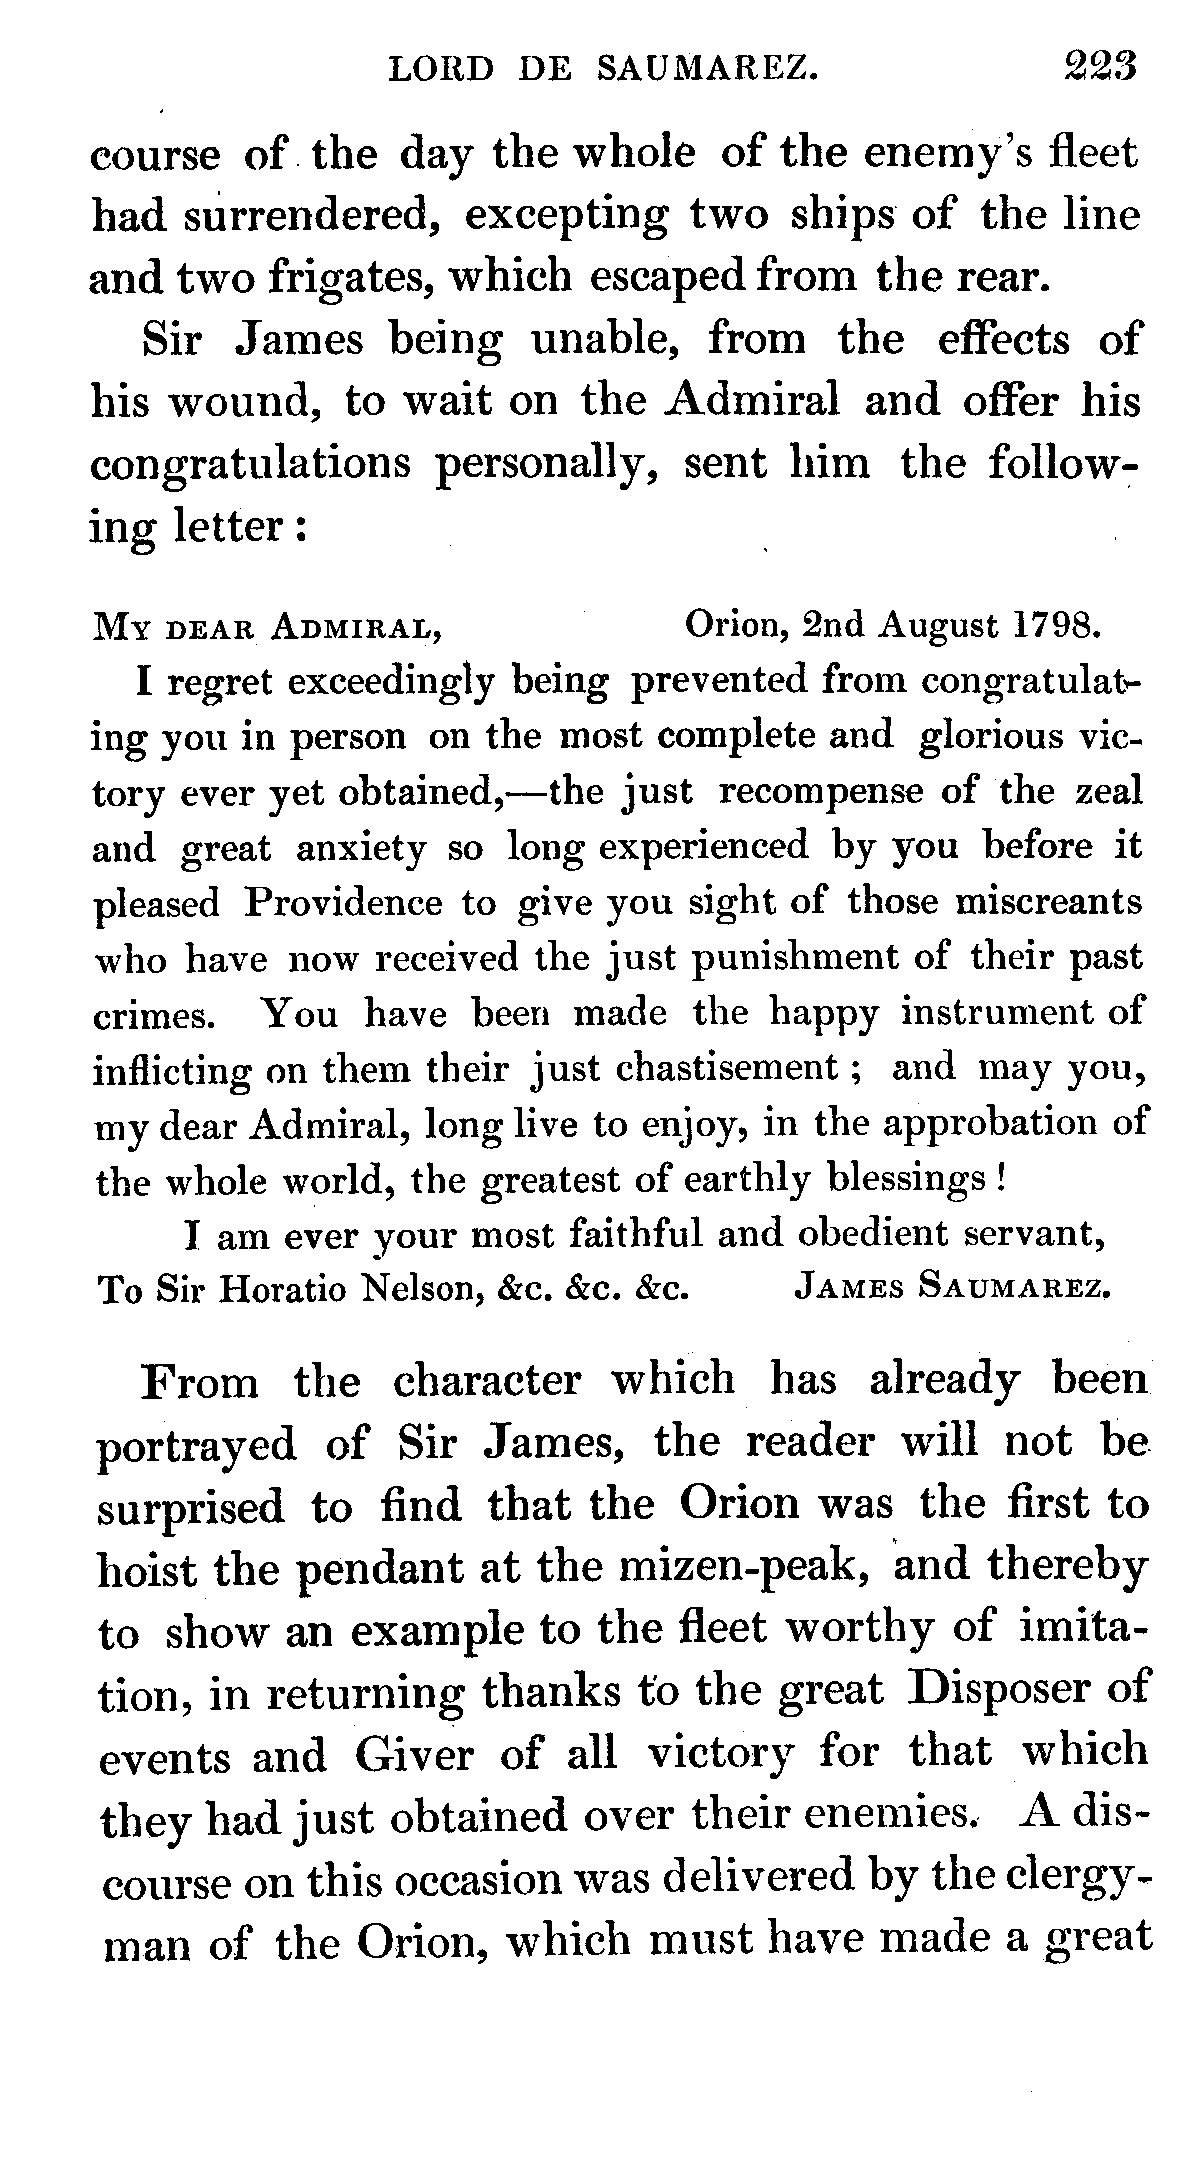 LORD DE SAUMAREZ. 223
course of the day the whole of the enemy's fleet
had surrendered, excepting two ships of the line
and two frigates, which escaped from the rear.
Sir James being unable, from the effects of
his wound, to wait on the Admiral and offer his
congratulations personally, sent him the follow-
ing letter:
My dear Admiral, Orion, 2nd August 1798.
I regret exceedingly being prevented from congratulat-
ing you in person on the most complete and glorious vic-
tory ever yet obtained,—the just recompense of the zeal
and great anxiety so long experienced by you before it
pleased Providence to give you sight of those miscreants
who have now received the just punishment of their past
crimes. You have been made the happy instrument of
inflicting on them their just chastisement; and may you,
my dear Admiral, long live to enjoy, in the approbation of
the whole world, the greatest of earthly blessings!
I am ever your most faithful and obedient servant,
To Sir Horatio Nelson, &c. &c. &c. James Saumarez.
From the character which has already been
portrayed of Sir James, the reader will not be
surprised to find that the Orion was the first to
hoist the pendant at the mizen-peak, and thereby
to show an example to the fleet worthy of imita-
tion, in returning thanks to the great Disposer of
events and Giver of all victory for that which
they had just obtained over their enemies. A dis-
course on this occasion was delivered by the clergy-
man of the Orion, which must have made a great